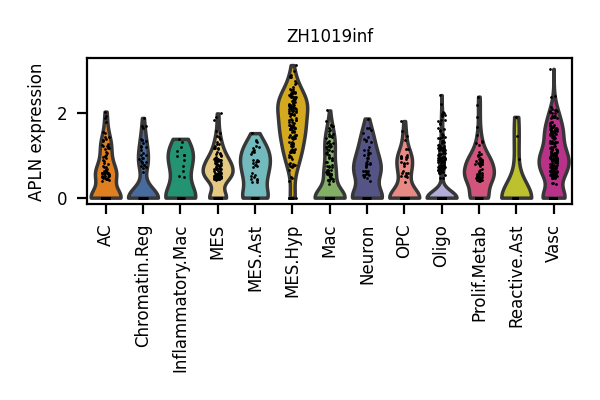 ZH1019inf
APLN expression
2
0
AC
Chromatin.Reg
Inflammatory.Mac
MES
MES.Ast
MES.Hyp
Mac
Neuron
OPC
Oligo
Prolif.Metab
Reactive.Ast
Vasc